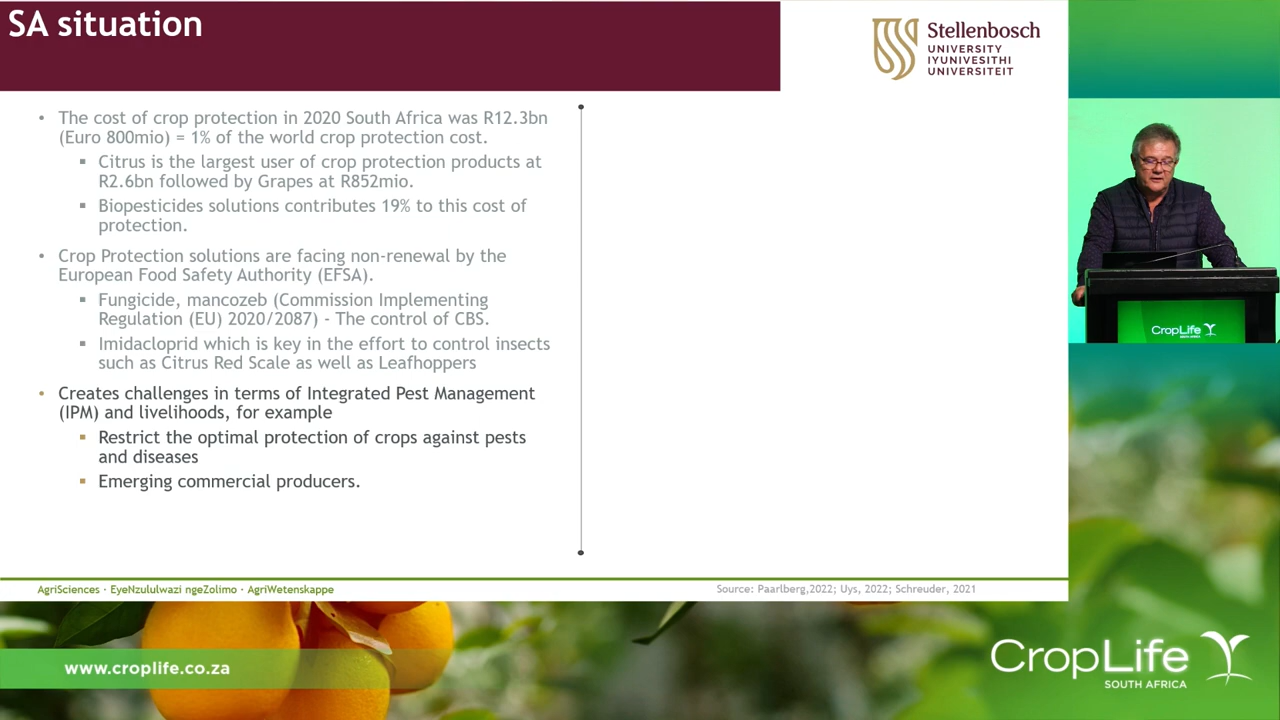 SA situation
Stellenbosch
UNIVERSITY
IYUNIVESITHI
UNIVERSITEIT
• The cost of crop protection in 2020 South Africa was R12.3bn
(Euro 800mio) = 1% of the world crop protection cost.
▪ Citrus is the largest user of crop protection products at
R2.6bn followed by Grapes at R852mio.
▪ Biopesticides solutions contributes 19% to this cost of
protection.
• Crop Protection solutions are facing non-renewal by the
European Food Safety Authority (EFSA).
▪ Fungicide, mancozeb (Commission Implementing
Regulation (EU) 2020/2087) - The control of CBS.
▪ Imidacloprid which is key in the effort to control insects
such as Citrus Red Scale as well as Leafhoppers
• Creates challenges in terms of Integrated Pest Management
(IPM) and livelihoods, for example
▪ Restrict the optimal protection of crops against pests
and diseases
▪ Emerging commercial producers.
AgriSciences · EyeNzululwazi ngeZolimo · AgriWetenskappe
Source: Paarlberg,2022; Uys, 2022; Schreuder, 2021
CropLife
SOUTH AFRICA
www.croplife.co.za
CropLife
SOUTH AFRICA